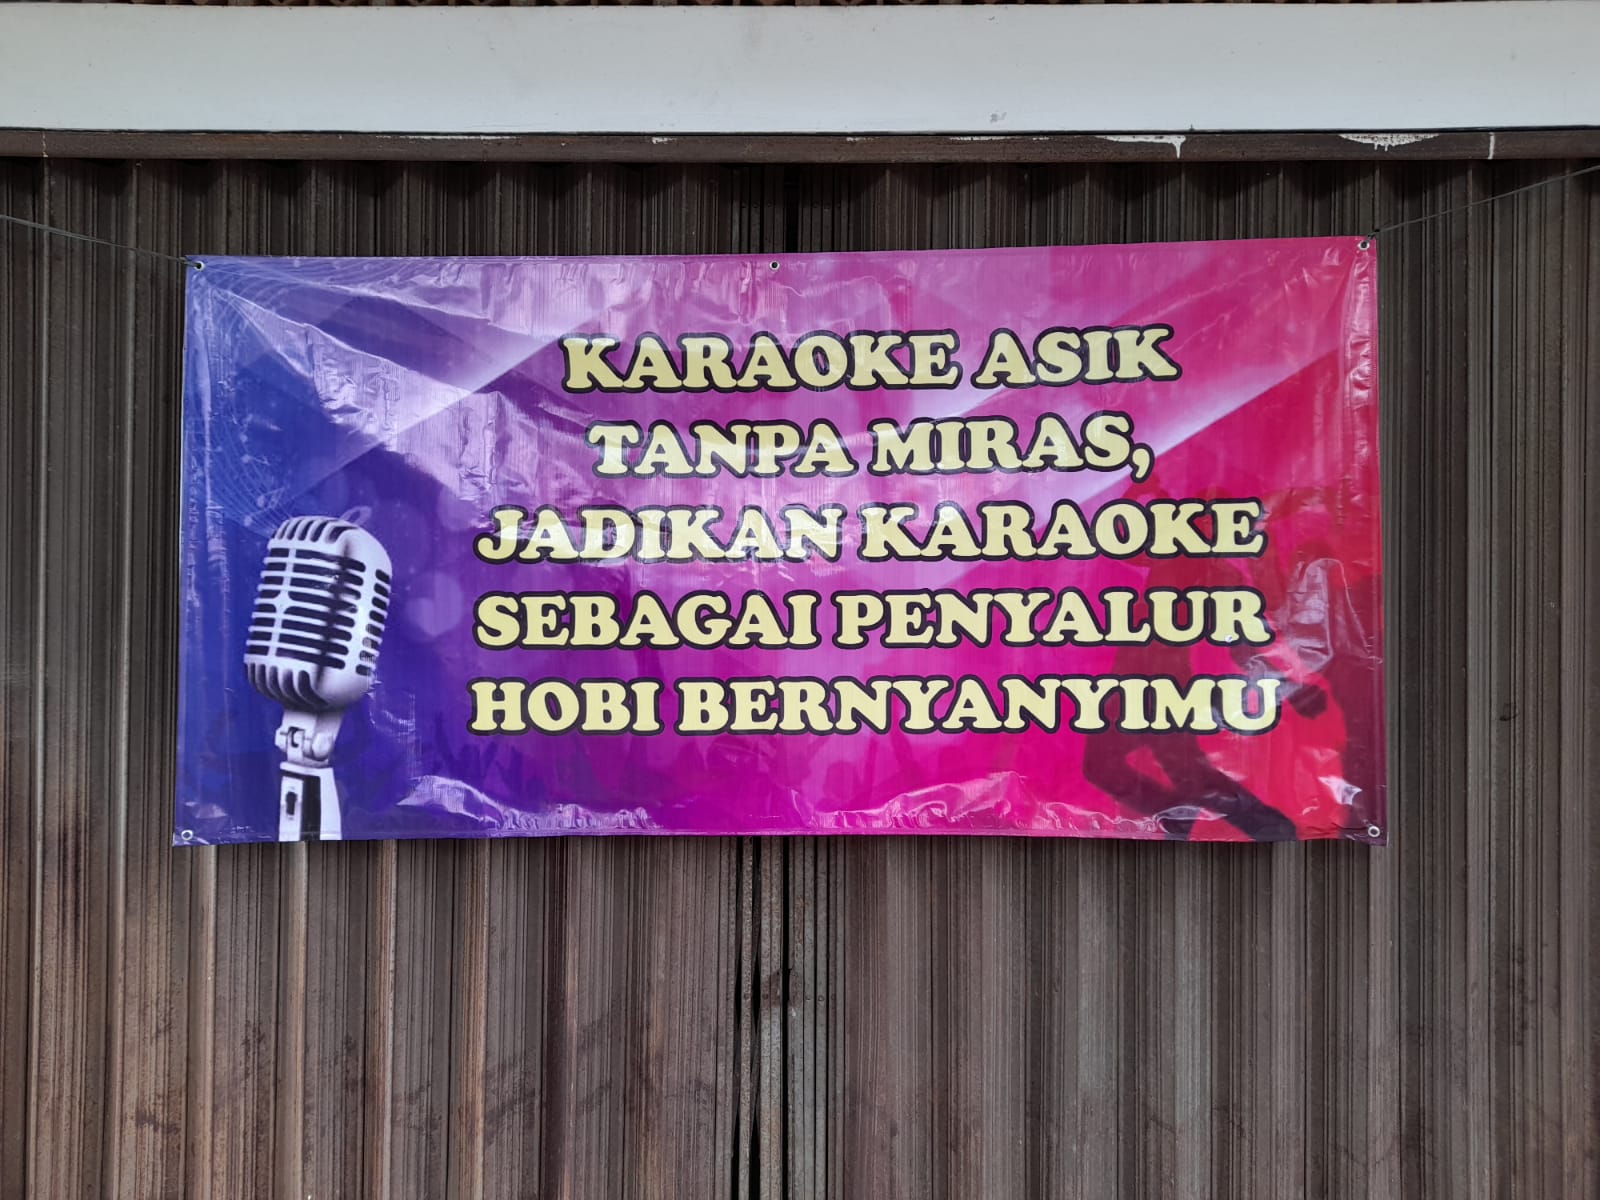 KARAOKE ASIK
TANPA MIRAS,
JADIKAN KARAOKE
SEBAGAI PENYALUR
HOBI BERNYANYIMU